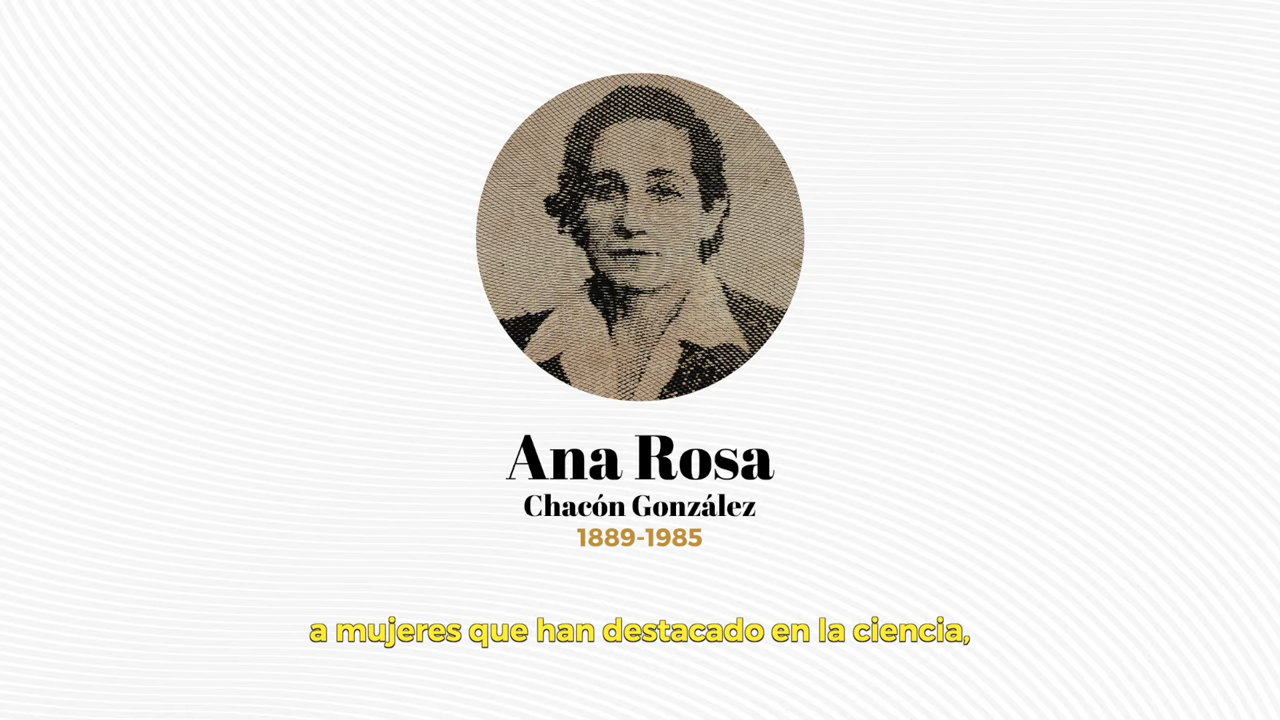 Ana Rosa
Chacón González
1889-1985
a mujeres que han destacado en la ciencia,